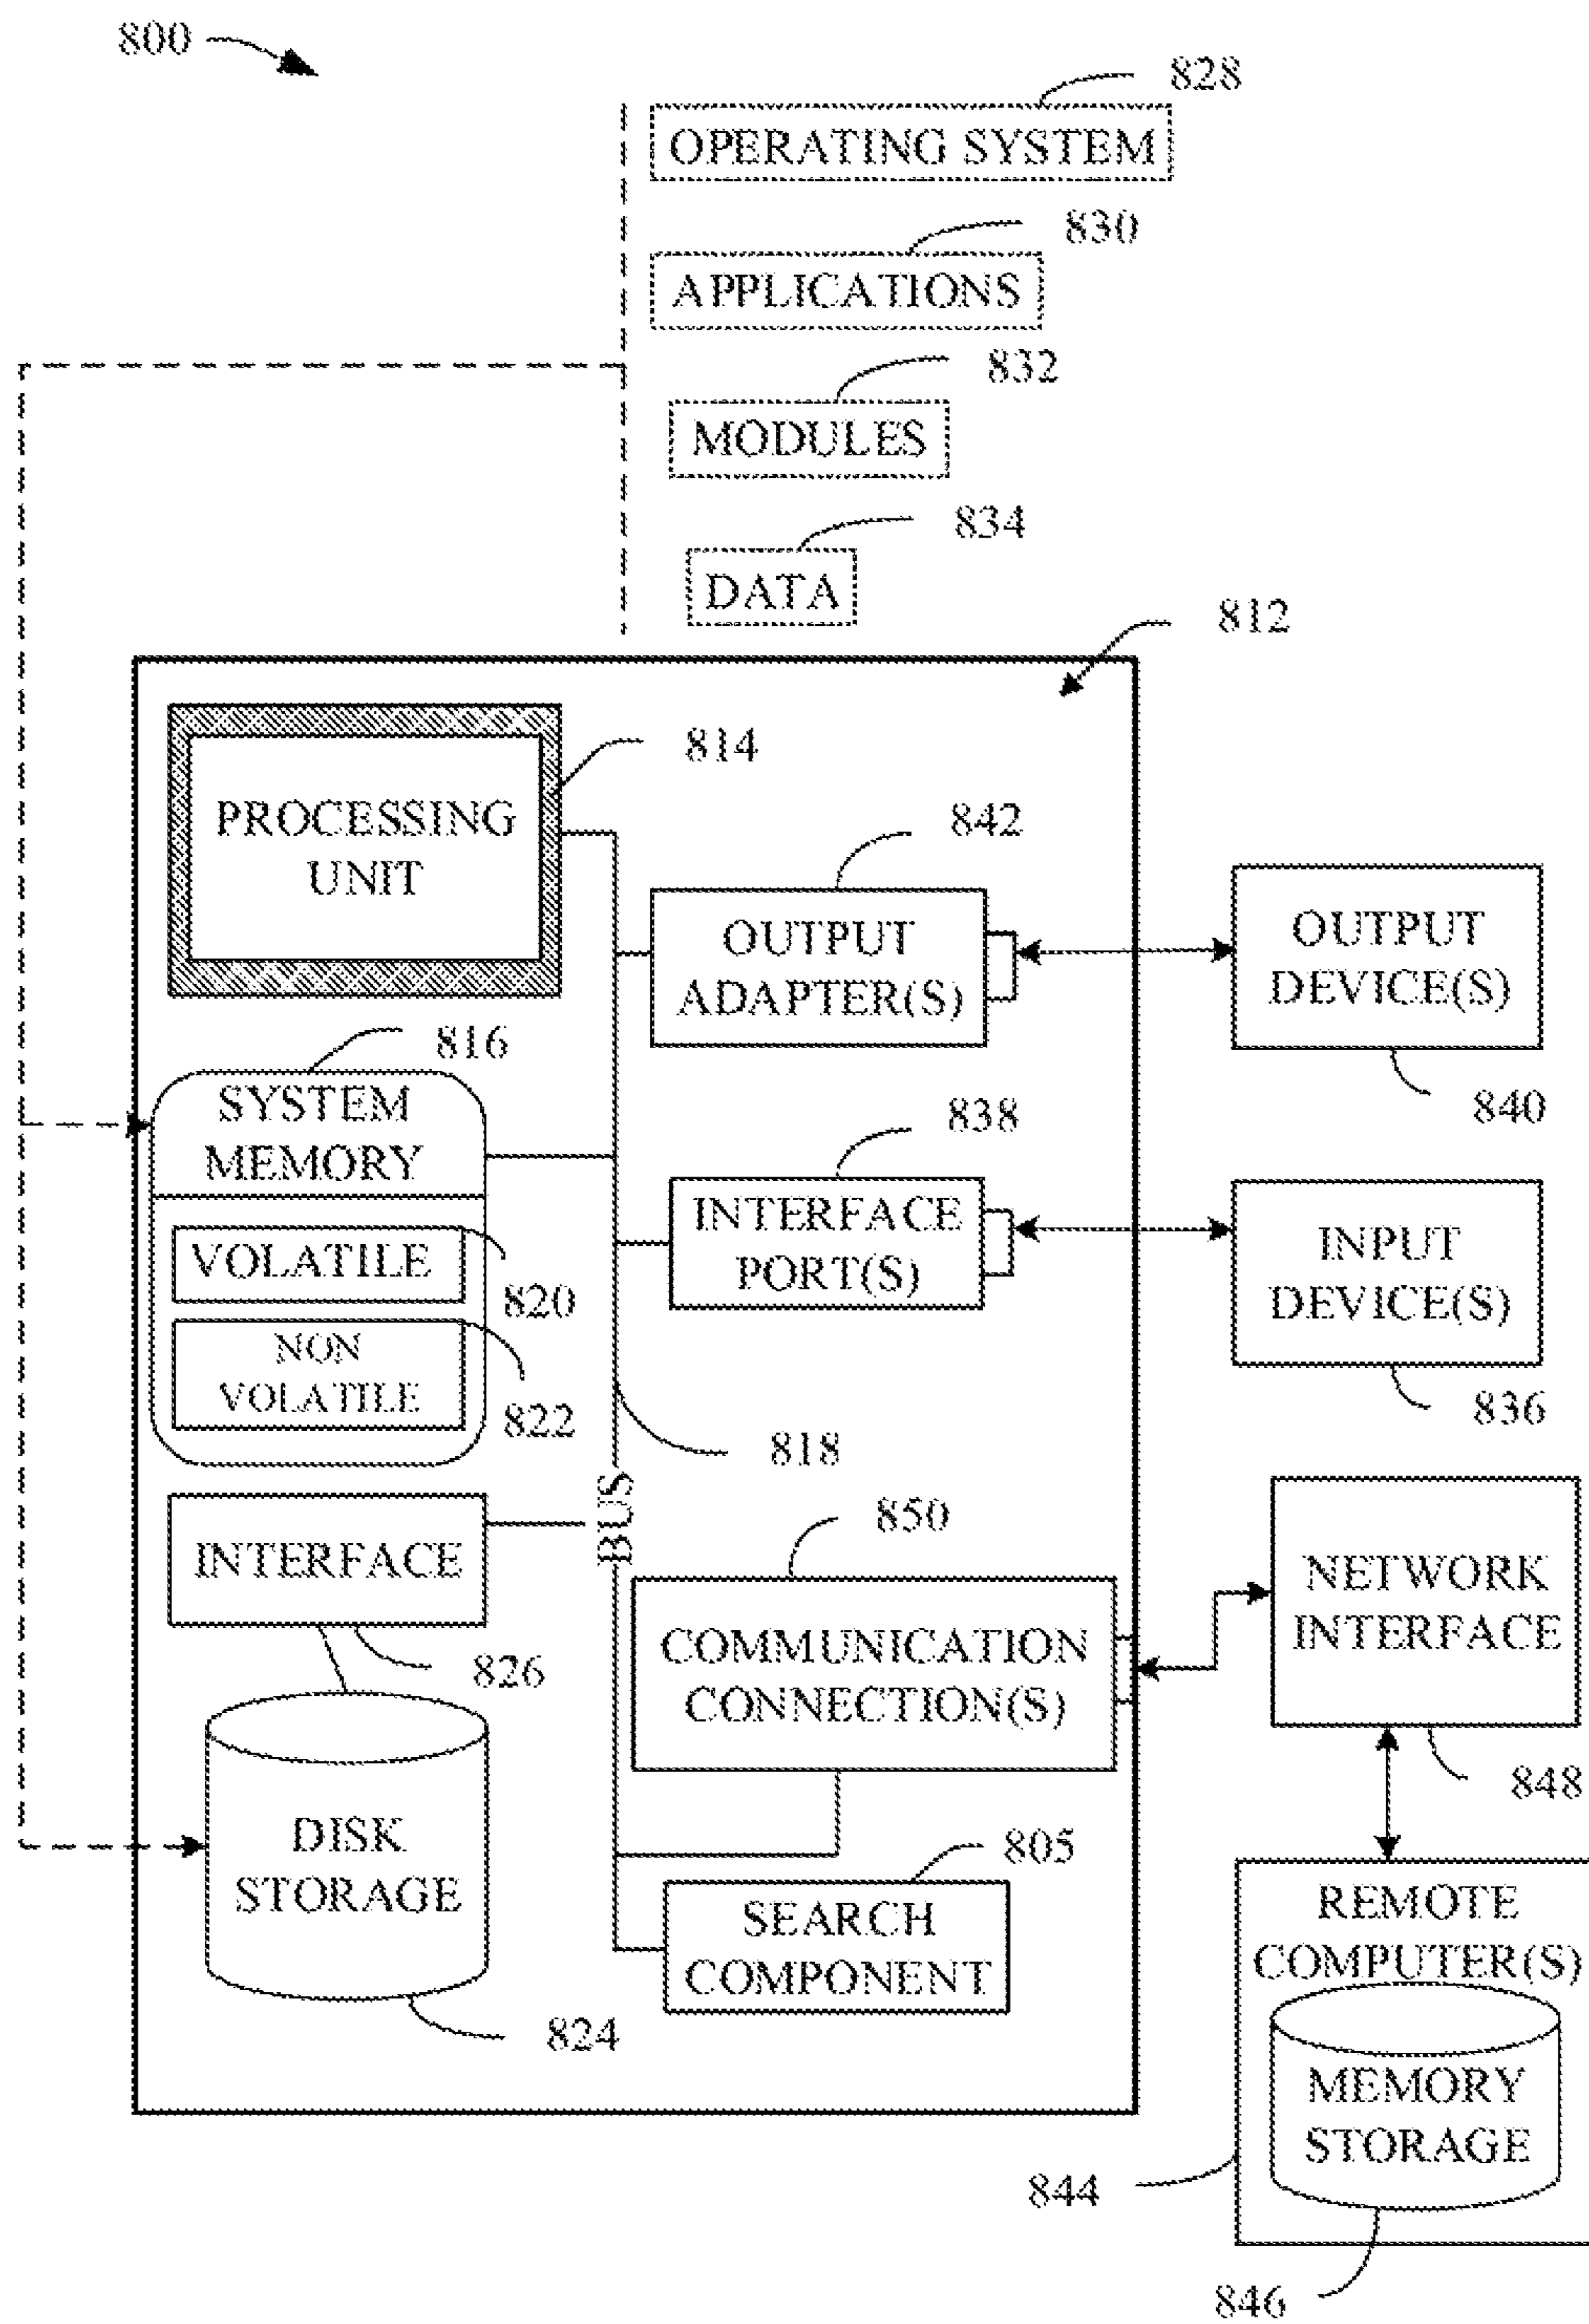 800
828
OPERATING SYSTEM
830
APPLICATIONS
832
MODULES
834
DATA
812
814
PROCESSING
UNIT
842
OUTPUT
ADAPTER(S)
OUTPUT
DEVICE(S)
840
816
SYSTEM
MEMORY
VOLATILE
820
NON
VOLATILE
822
838
INTERFACE
PORT(S)
INPUT
DEVICE(S)
836
818
BUS
INTERFACE
826
850
COMMUNICATION
CONNECTION(S)
NETWORK
INTERFACE
848
DISK
STORAGE
824
805
SEARCH
COMPONENT
REMOTE
COMPUTER(S)
MEMORY
STORAGE
844
846